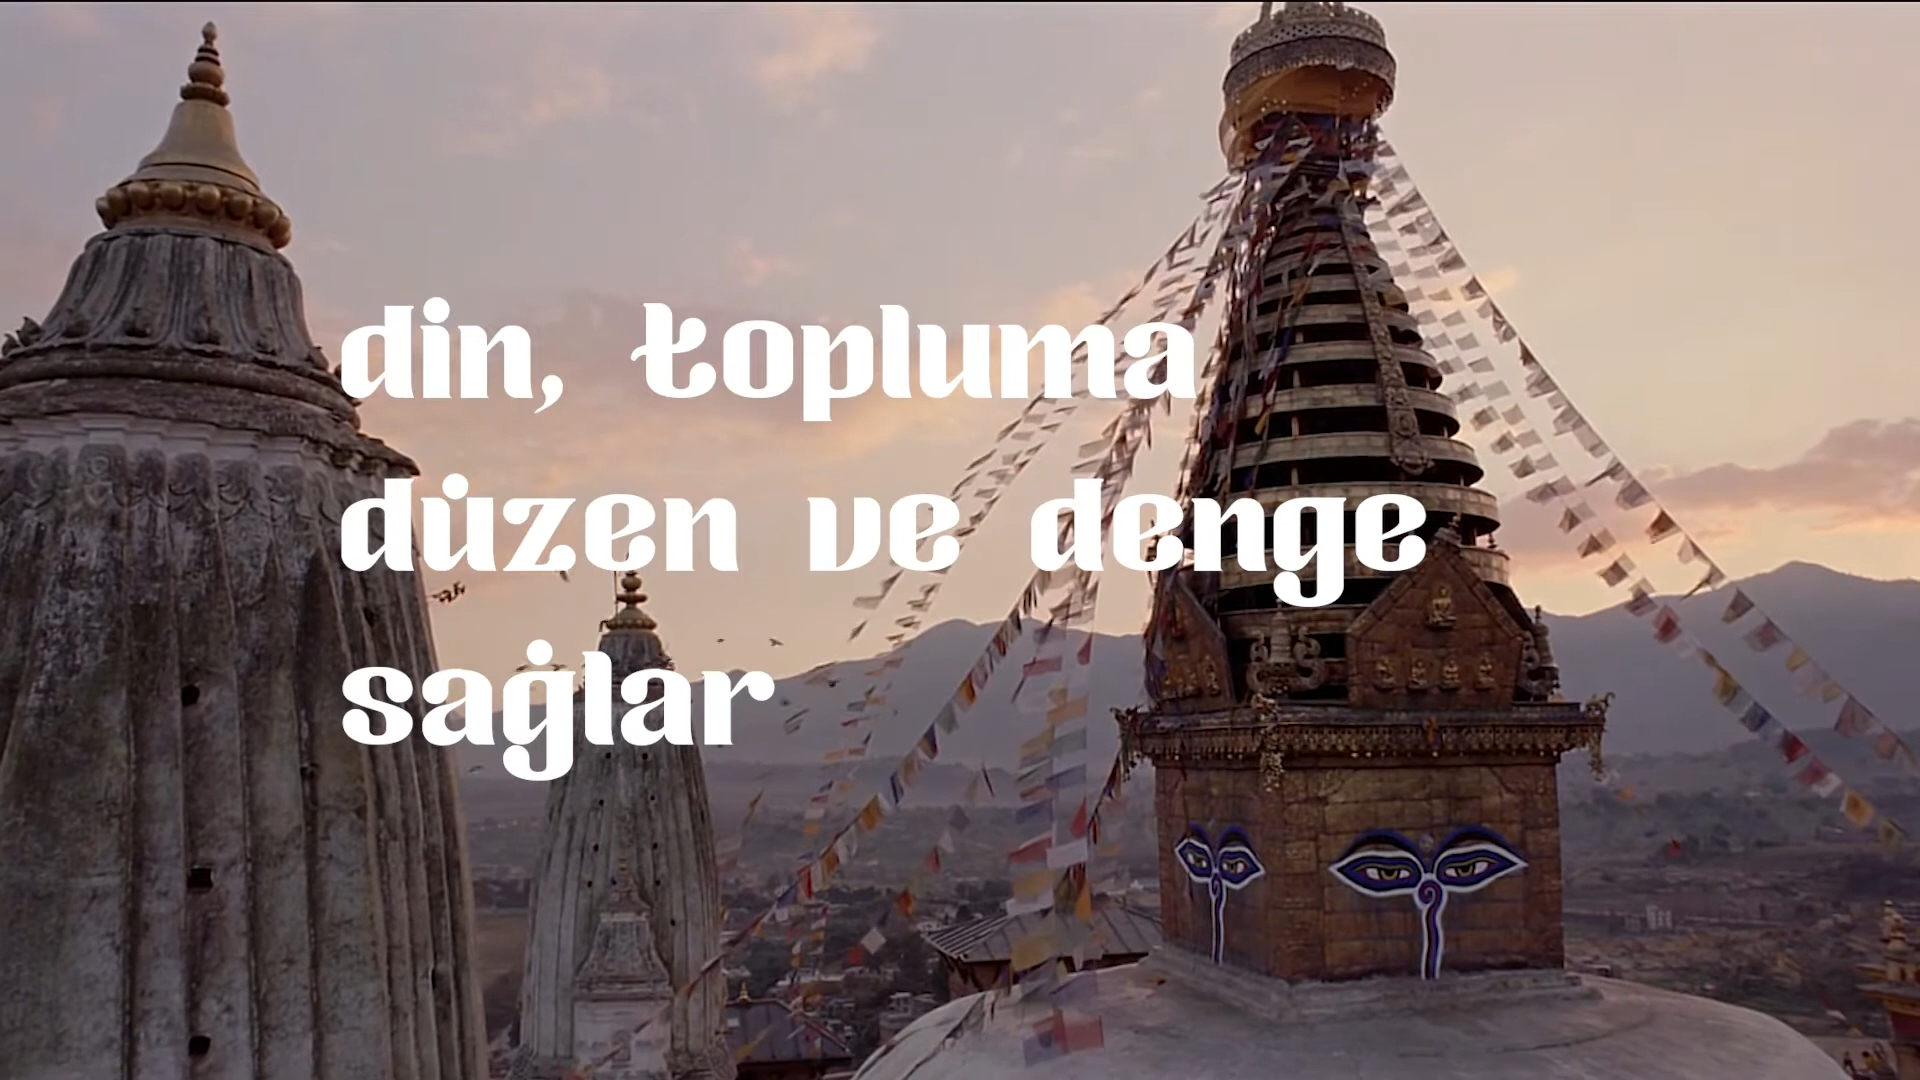 din, topluma
düzen ve denge
sağlar